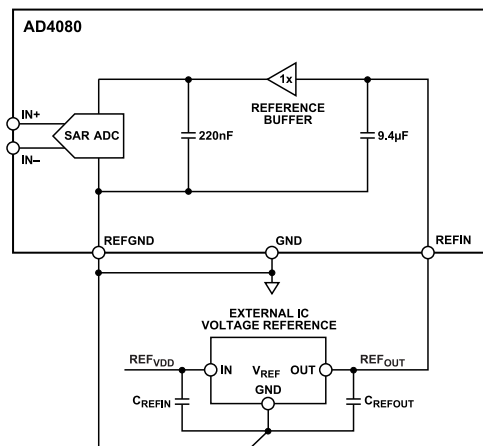 AD4080
1x
REFERENCE
BUFFER
IN+
SAR ADC
IN–
220nF
9.4µF
REFGND
GND
REFIN
EXTERNAL IC
VOLTAGE REFERENCE
REFVDD
IN
VREF
OUT
REFOUT
GND
CREFIN
CREFOUT